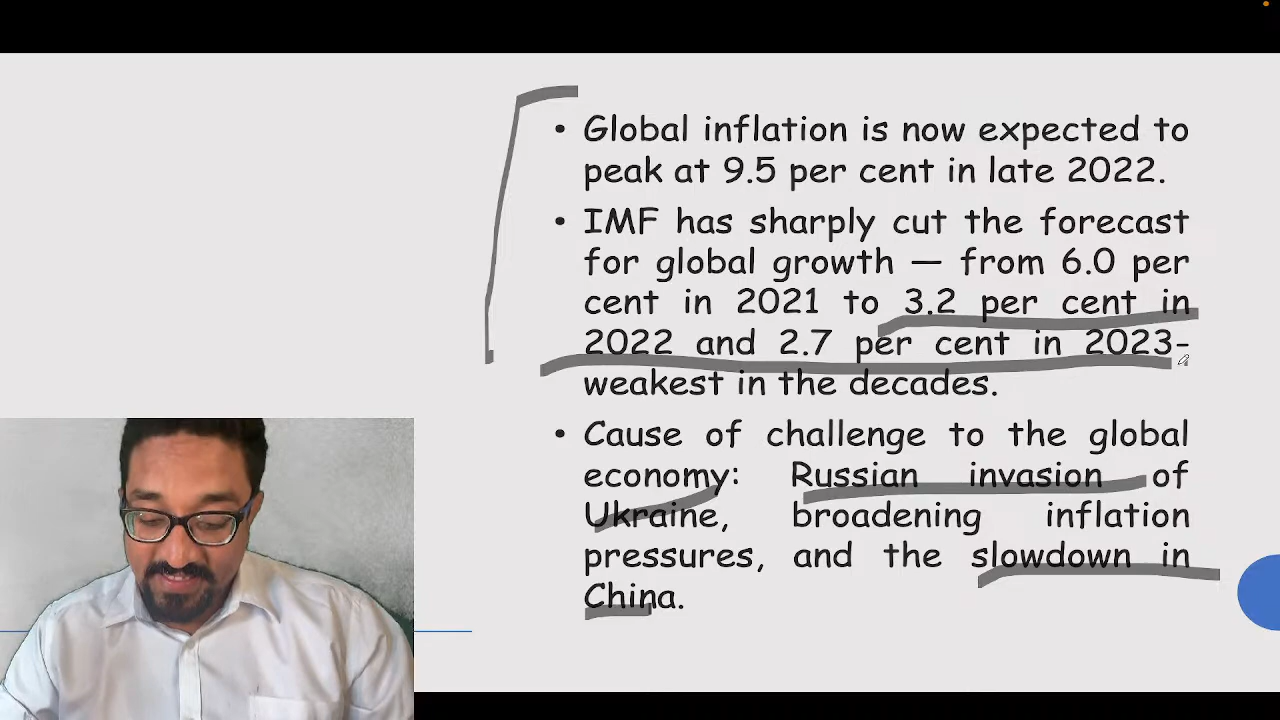 • Global inflation is now expected to
peak at 9.5 per cent in late 2022.
• IMF has sharply cut the forecast
for global growth — from 6.0 per
cent in 2021 to 3.2 per cent in
2022 and 2.7 per cent in 2023-
weakest in the decades.
• Cause of challenge to the global
economy: Russian invasion of
Ukraine, broadening inflation
pressures, and the slowdown in
China.